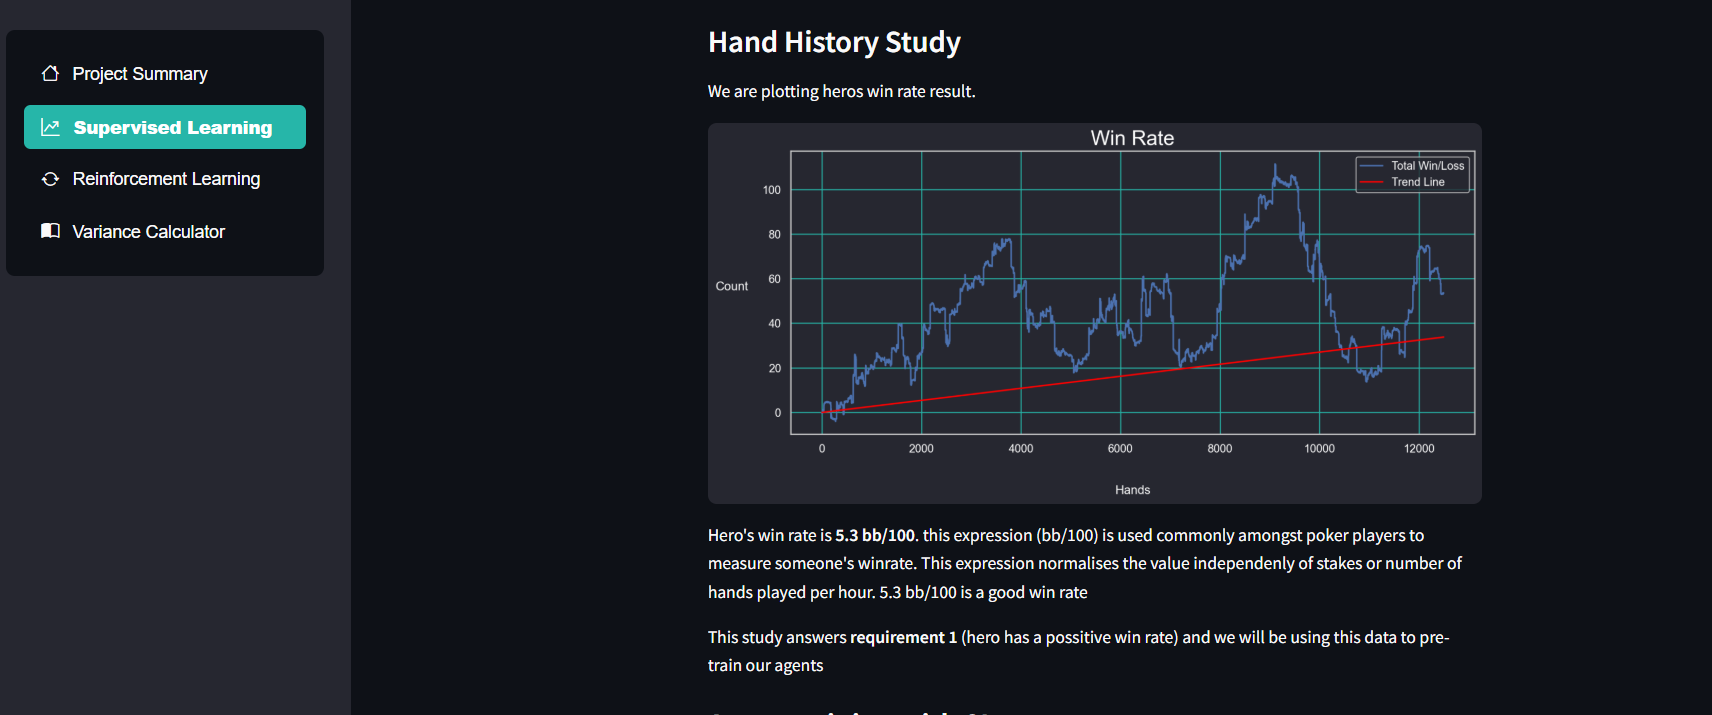 Project Summary
Supervised Learning
Reinforcement Learning
Variance Calculator
Hand History Study
We are plotting heros win rate result.
Win Rate
Total Win/Loss
Trend Line
Count
100
80
60
40
20
0
0 2000 4000 6000 8000 10000 12000
Hands
Hero's win rate is 5.3 bb/100. this expression (bb/100) is used commonly amongst poker players to
measure someone's winrate. This expression normalises the value independenly of stakes or number of
hands played per hour. 5.3 bb/100 is a good win rate
This study answers requirement 1 (hero has a possitive win rate) and we will be using this data to pre-
train our agents